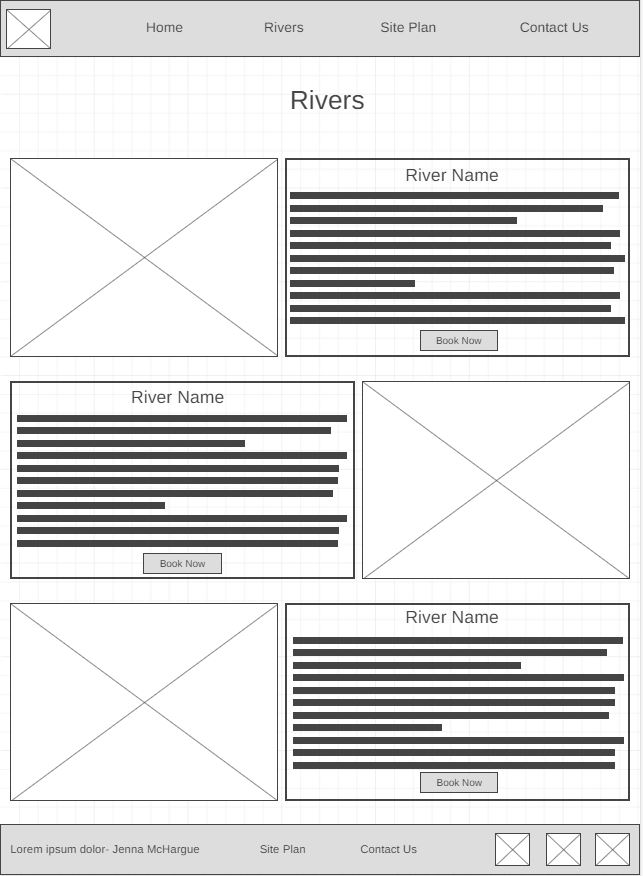 Home Rivers Site Plan Contact Us
Rivers
River Name
Book Now
River Name
Book Now
River Name
Book Now
Lorem ipsum dolor- Jenna McHargue Site Plan Contact Us